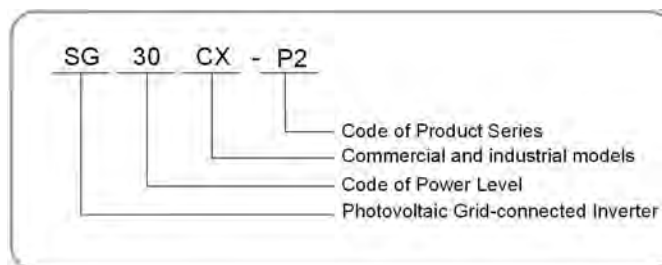 SG 30 CX - P2
Code of Product Series
Commercial and industrial models
Code of Power Level
Photovoltaic Grid-connected Inverter